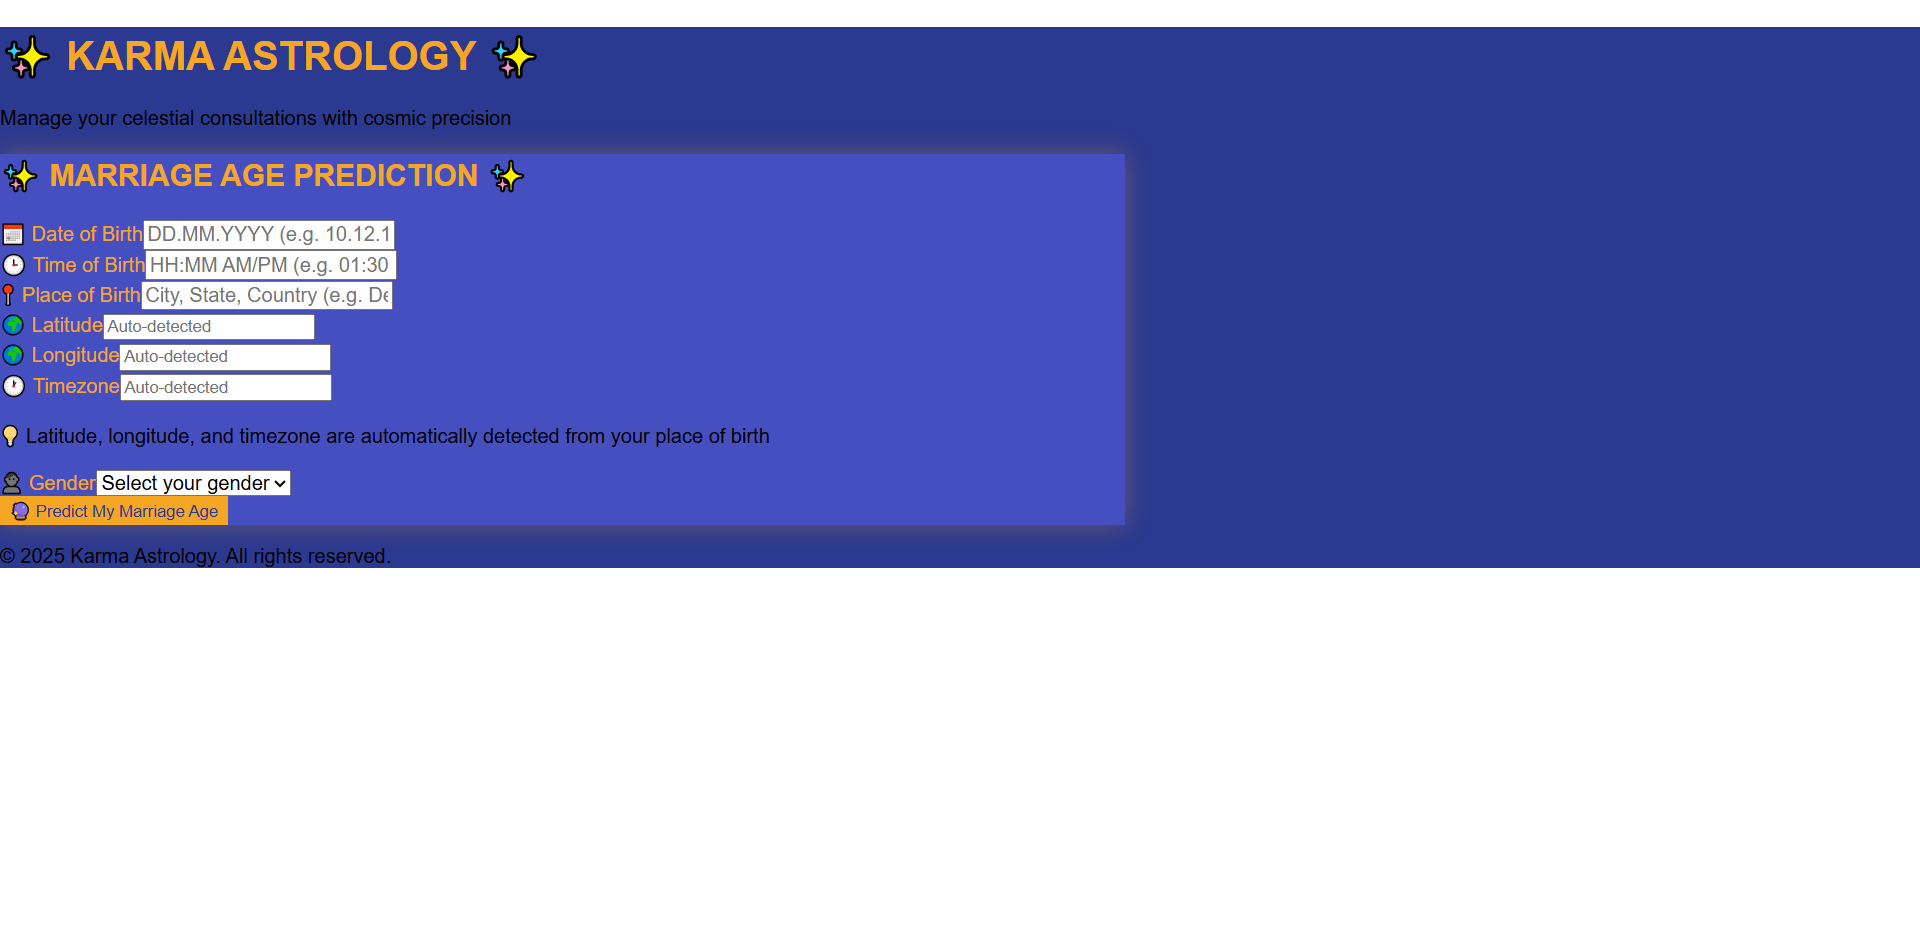 ✨ KARMA ASTROLOGY ✨
Manage your celestial consultations with cosmic precision
✨ MARRIAGE AGE PREDICTION ✨
📅 Date of Birth DD.MM.YYYY (e.g. 10.12.1
🕒 Time of Birth HH:MM AM/PM (e.g. 01:30
📍 Place of Birth City, State, Country (e.g. De
🌍 Latitude Auto-detected
🌍 Longitude Auto-detected
🕐 Timezone Auto-detected
💡 Latitude, longitude, and timezone are automatically detected from your place of birth
👤 Gender Select your gender
🔮 Predict My Marriage Age
© 2025 Karma Astrology. All rights reserved.